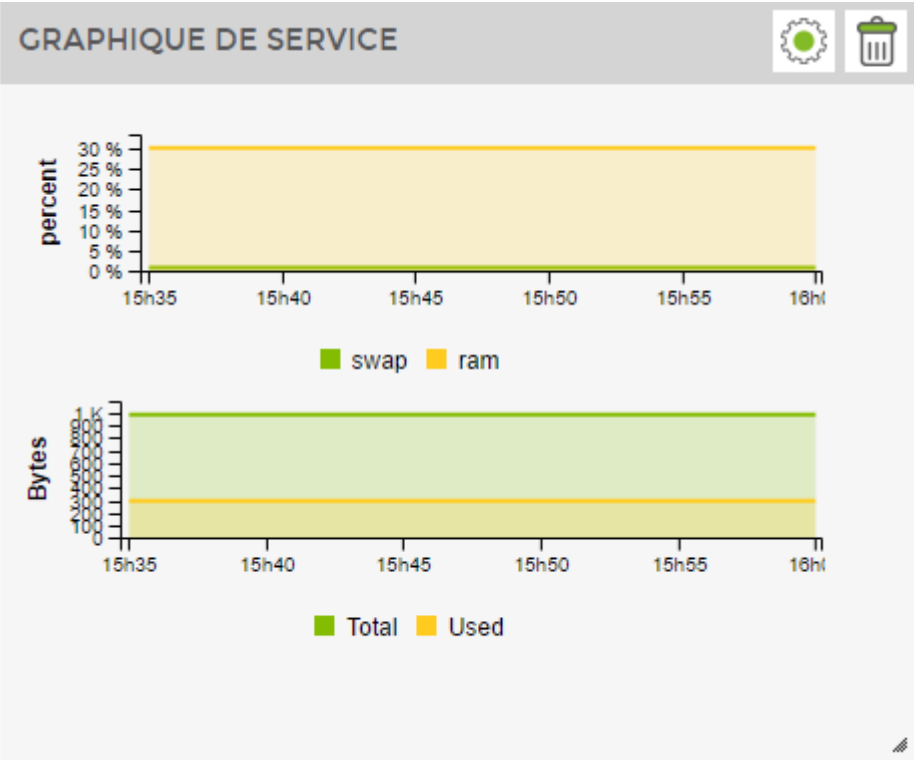 GRAPHIQUE DE SERVICE
percent
30 %
25 %
20 %
15 %
10 %
5 %
0 %
15h35 15h40 15h45 15h50 15h55
swap ram
Bytes
1 K
900
800
700
600
500
400
300
200
100
0
15h35 15h40 15h45 15h50 15h55
Total Used